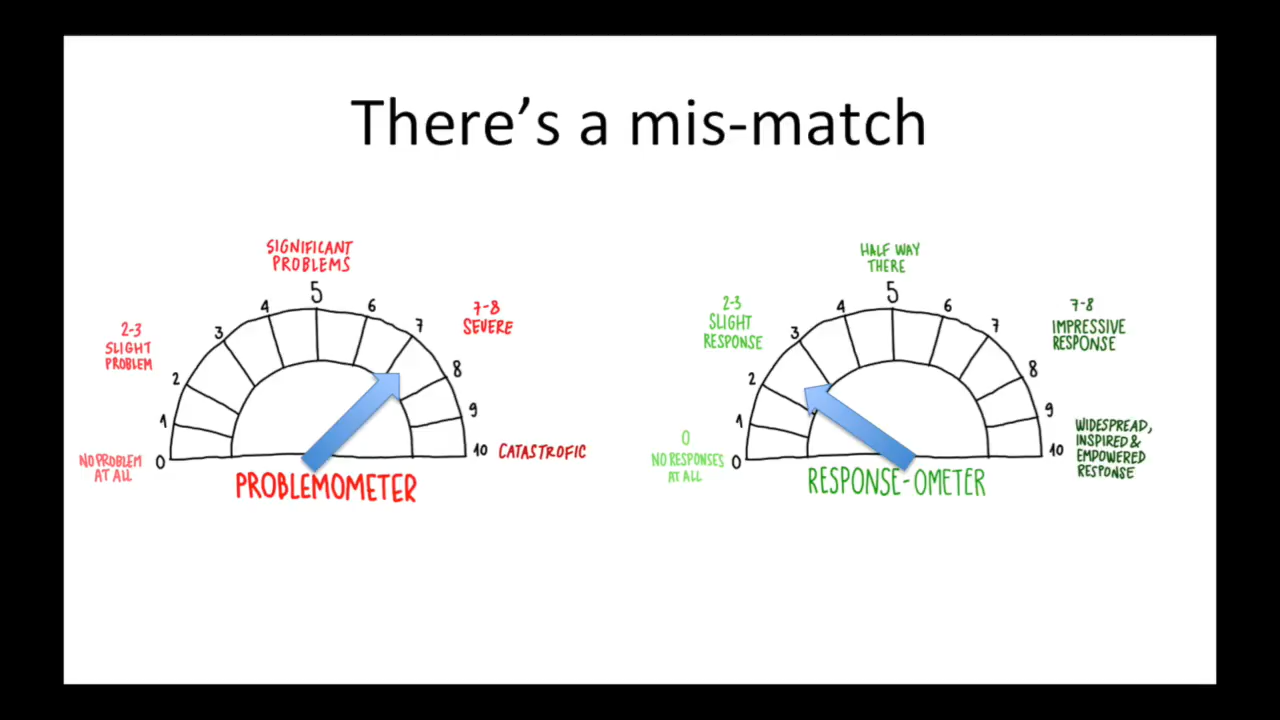 There's a mis-match
SIGNIFICANT
PROBLEMS
5
4
6
3
7
2-3
SLIGHT
PROBLEM
7-8
SEVERE
2
8
1
9
NO PROBLEM
AT ALL
0
10
CATASTROFIC
PROBLEMOMETER
HALF WAY
THERE
5
4
6
3
7
2-3
SLIGHT
RESPONSE
7-8
IMPRESSIVE
RESPONSE
2
8
1
9
0
NO RESPONSES
AT ALL
0
10
WIDESPREAD,
INSPIRED &
EMPOWERED
RESPONSE
RESPONSE-OMETER